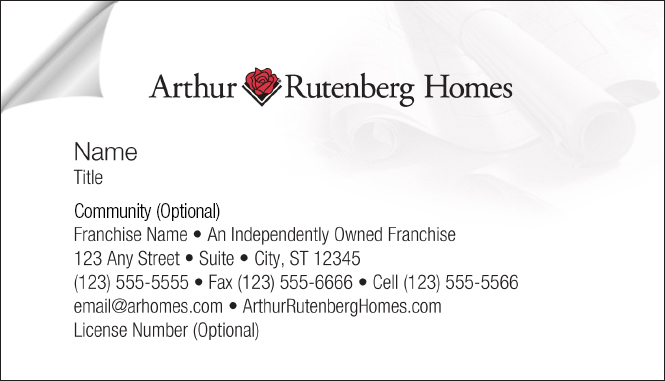 Arthur Rutenberg Homes
Name
Title
Community (Optional)
Franchise Name • An Independently Owned Franchise
123 Any Street • Suite • City, ST 12345
(123) 555-5555 • Fax (123) 555-6666 • Cell (123) 555-5566
email@arhomes.com • ArthurRutenbergHomes.com
License Number (Optional)